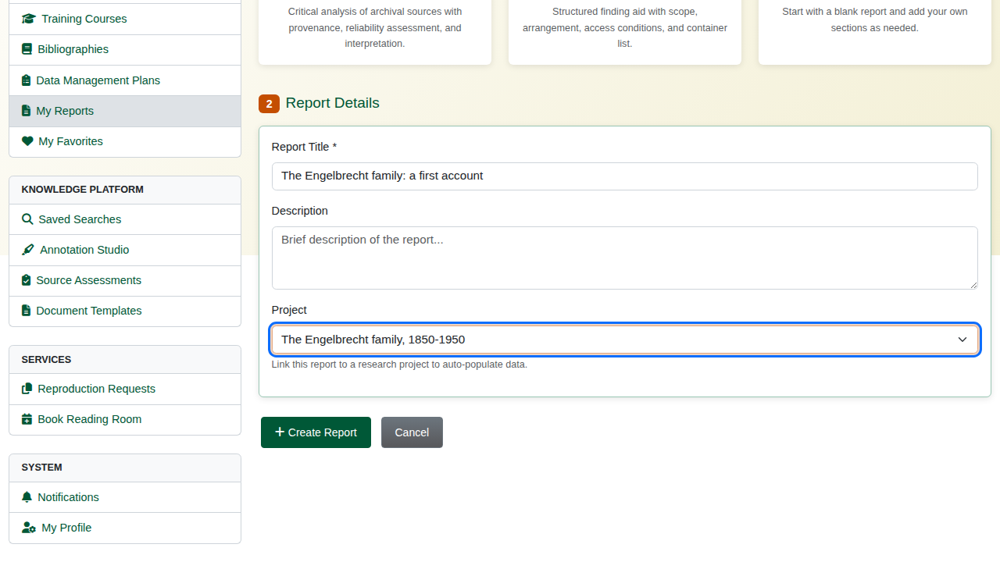 Training Courses
Bibliographies
Data Management Plans
My Reports
My Favorites
KNOWLEDGE PLATFORM
Saved Searches
Annotation Studio
Source Assessments
Document Templates
SERVICES
Reproduction Requests
Book Reading Room
SYSTEM
Notifications
My Profile
Critical analysis of archival sources with
provenance, reliability assessment, and
interpretation.
Structured finding aid with scope,
arrangement, access conditions, and container
list.
Start with a blank report and add your own
sections as needed.
2 Report Details
Report Title *
The Engelbrecht family: a first account
Description
Brief description of the report...
Project
The Engelbrecht family, 1850-1950
Link this report to a research project to auto-populate data.
Create Report
Cancel